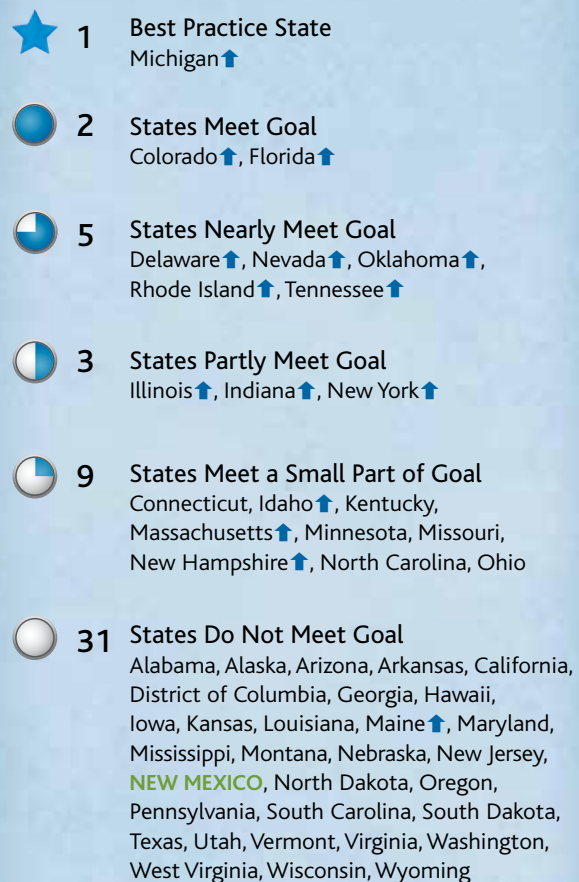 1 Best Practice State
Michigan⬆
2 States Meet Goal
Colorado⬆, Florida⬆
5 States Nearly Meet Goal
Delaware⬆, Nevada⬆, Oklahoma⬆,
Rhode Island⬆, Tennessee⬆
3 States Partly Meet Goal
Illinois⬆, Indiana⬆, New York⬆
9 States Meet a Small Part of Goal
Connecticut, Idaho⬆, Kentucky,
Massachusetts⬆, Minnesota, Missouri,
New Hampshire⬆, North Carolina, Ohio
31 States Do Not Meet Goal
Alabama, Alaska, Arizona, Arkansas, California,
District of Columbia, Georgia, Hawaii,
Iowa, Kansas, Louisiana, Maine⬆, Maryland,
Mississippi, Montana, Nebraska, New Jersey,
NEW MEXICO, North Dakota, Oregon,
Pennsylvania, South Carolina, South Dakota,
Texas, Utah, Vermont, Virginia, Washington,
West Virginia, Wisconsin, Wyoming